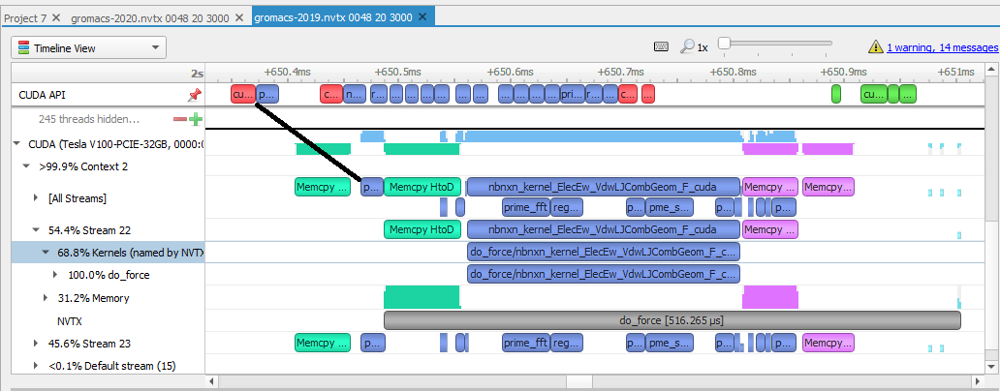 Project 7 gromacs-2020.nvtx 0048 20 3000 gromacs-2019.nvtx 0048 20 3000
Timeline View 1x 1 warning, 14 messages
2s +650.4ms +650.5ms +650.6ms +650.7ms +650.8ms +650.9ms +651ms
CUDA API cu... p... c... n... r... ... ... ... ... ... ... ... ... ... ... pri... r... ... c... ... cu...
245 threads hidden...
CUDA (Tesla V100-PCIE-32GB, 0000:0
>99.9% Context 2
Memcpy ... p... Memcpy HtoD nbnxn_kernel_ElecEw_VdwLJCombGeom_F_cuda Memcpy ... Memcpy ...
[All Streams]
prime_fft reg... p... pme_s... p... p...
54.4% Stream 22 Memcpy HtoD nbnxn_kernel_ElecEw_VdwLJCombGeom_F_cuda Memcpy ...
68.8% Kernels (named by NVTX do_force/nbnxn_kernel_ElecEw_VdwLJCombGeom_F_c...
100.0% do_force do_force/nbnxn_kernel_ElecEw_VdwLJCombGeom_F_c...
31.2% Memory
NVTX do_force [516.265 μs]
45.6% Stream 23 Memcpy ... p... prime_fft reg... p... pme_s... p... p... Memcpy ...
<0.1% Default stream (15)